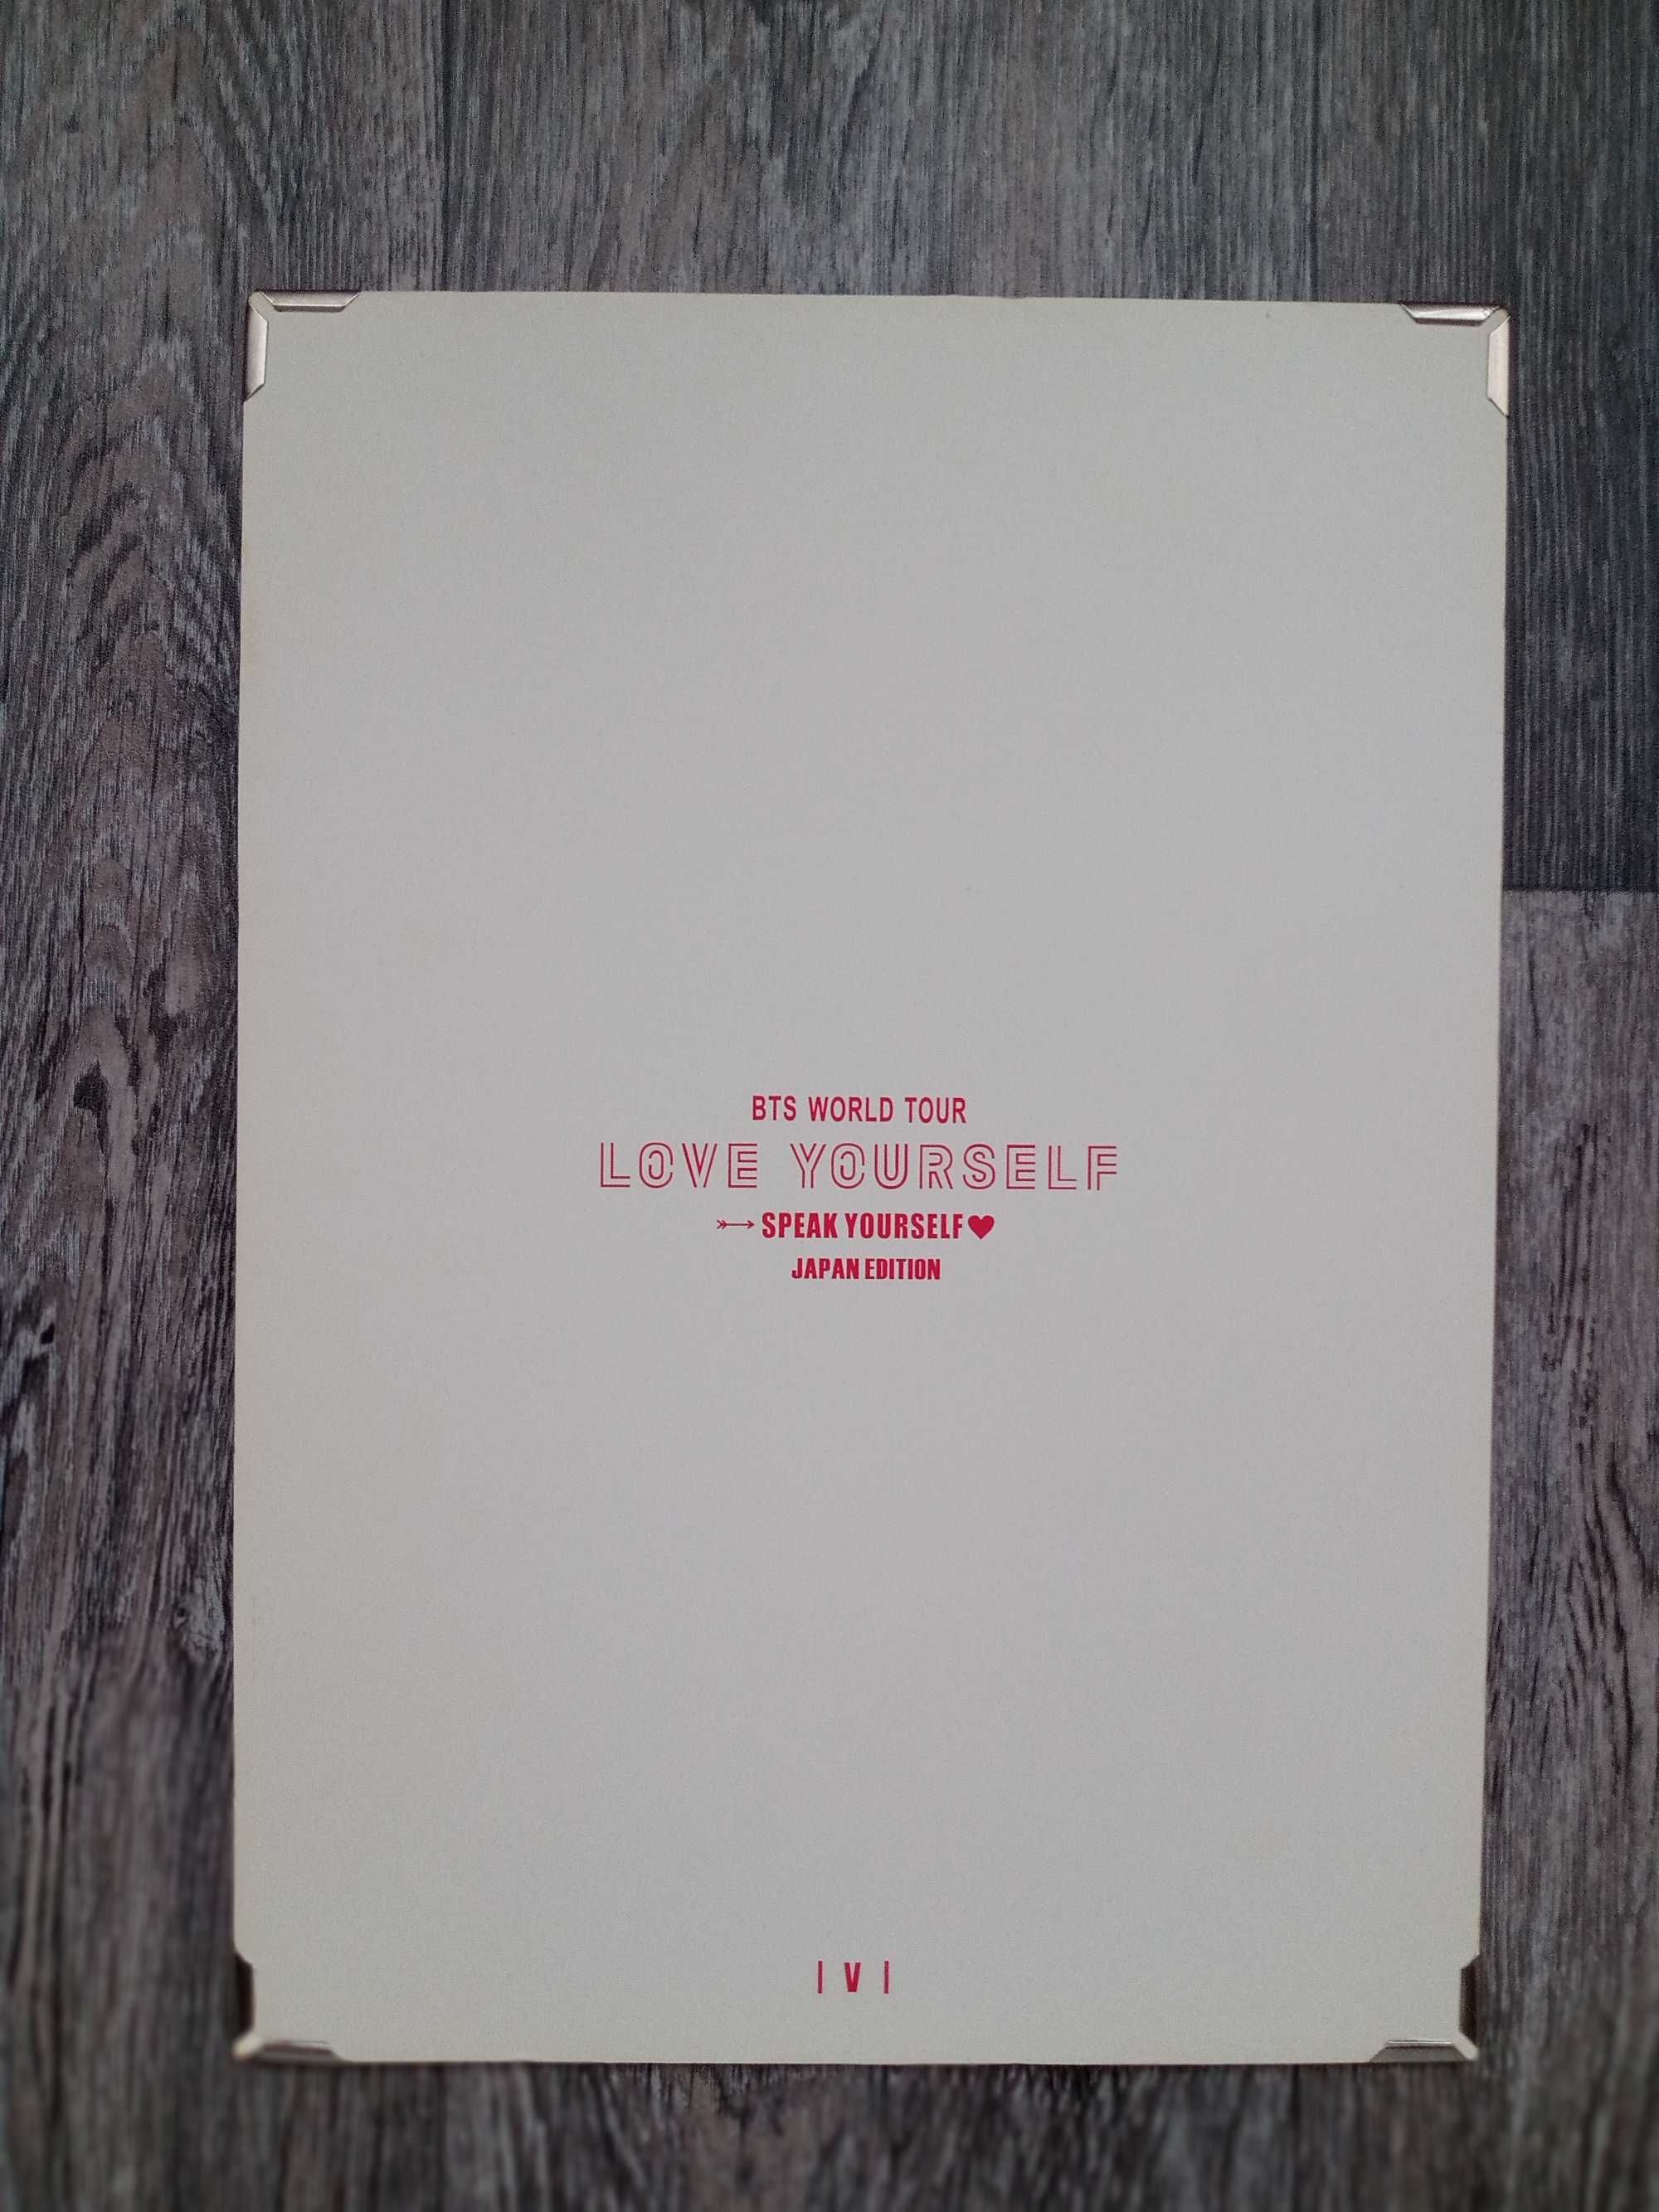 BTS WORLD TOUR
LOVE YOURSELF
SPEAK YOURSELF♥
JAPAN EDITION
| V |